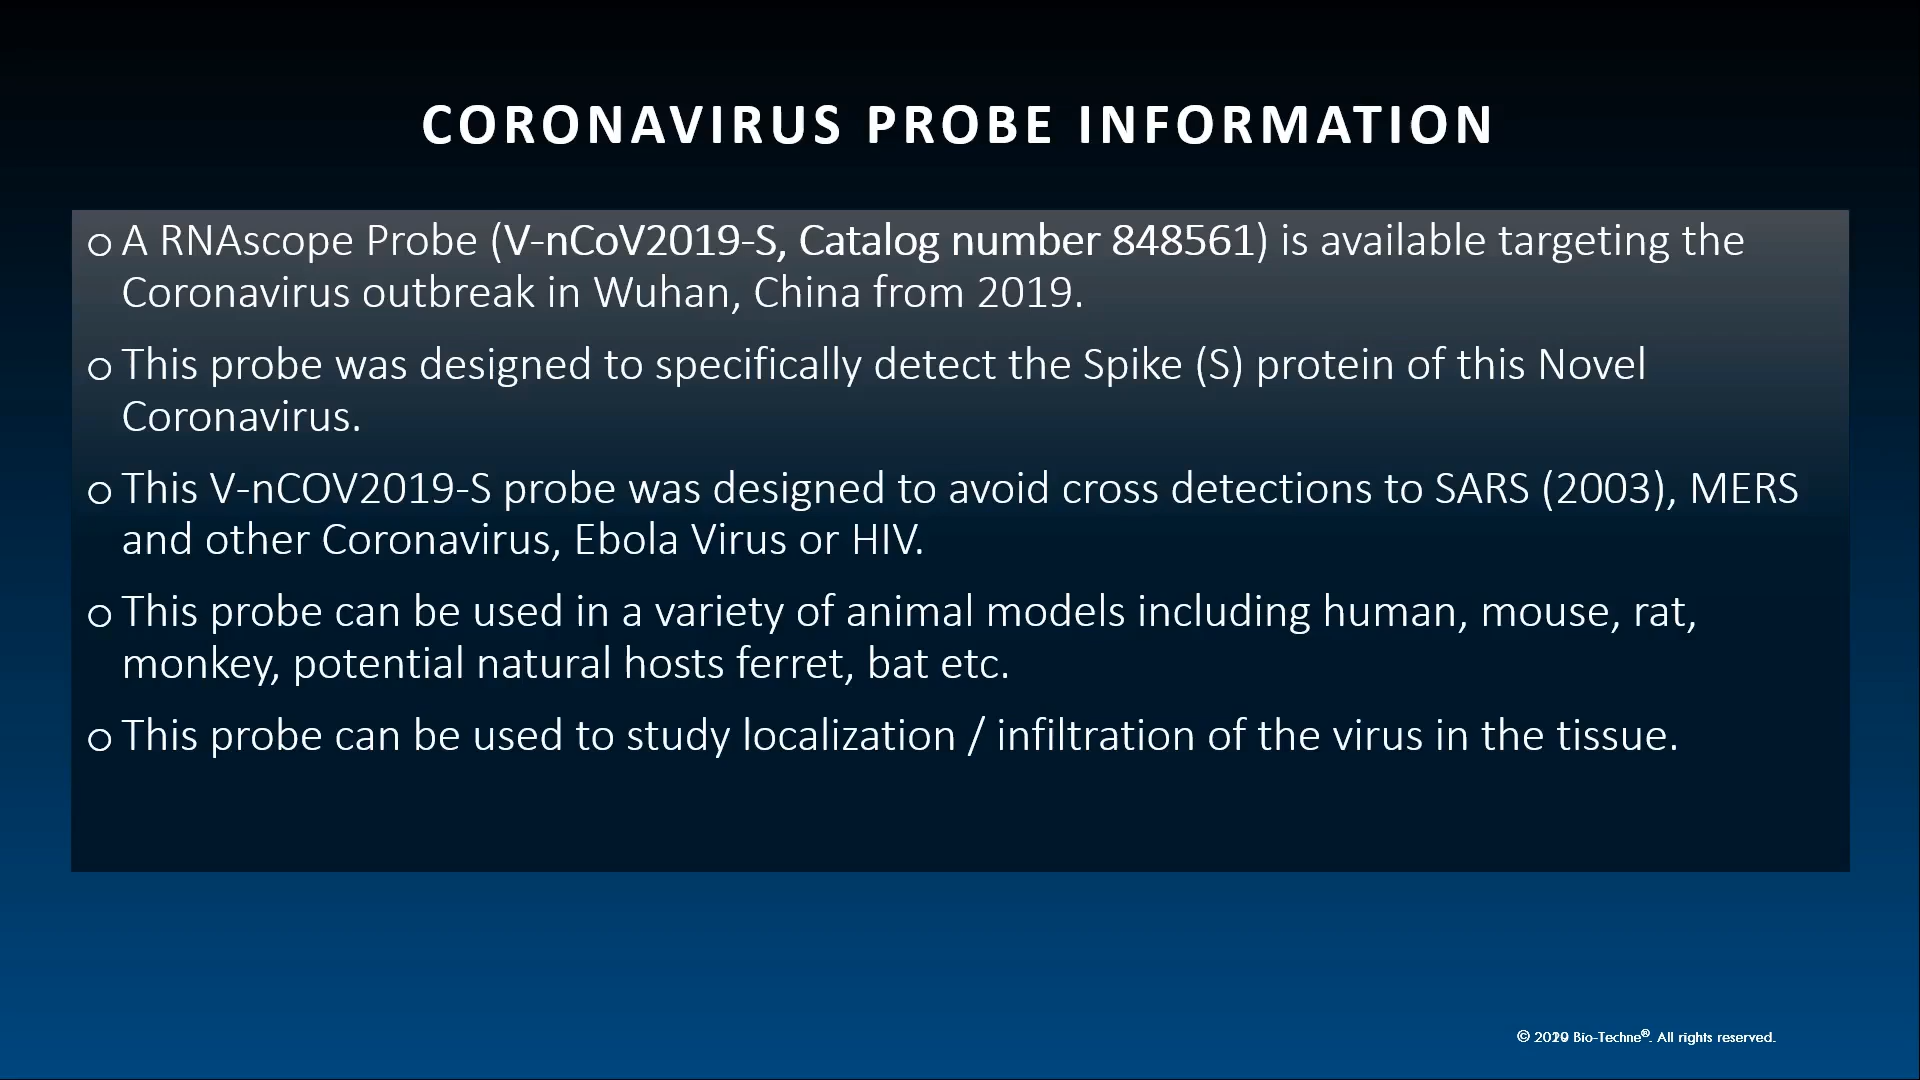 CORONAVIRUS PROBE INFORMATION
o A RNAscope Probe (V-nCoV2019-S, Catalog number 848561) is available targeting the
Coronavirus outbreak in Wuhan, China from 2019.
o This probe was designed to specifically detect the Spike (S) protein of this Novel
Coronavirus.
o This V-nCOV2019-S probe was designed to avoid cross detections to SARS (2003), MERS
and other Coronavirus, Ebola Virus or HIV.
o This probe can be used in a variety of animal models including human, mouse, rat,
monkey, potential natural hosts ferret, bat etc.
o This probe can be used to study localization / infiltration of the virus in the tissue.
© Bio-Techne®. All rights reserved.